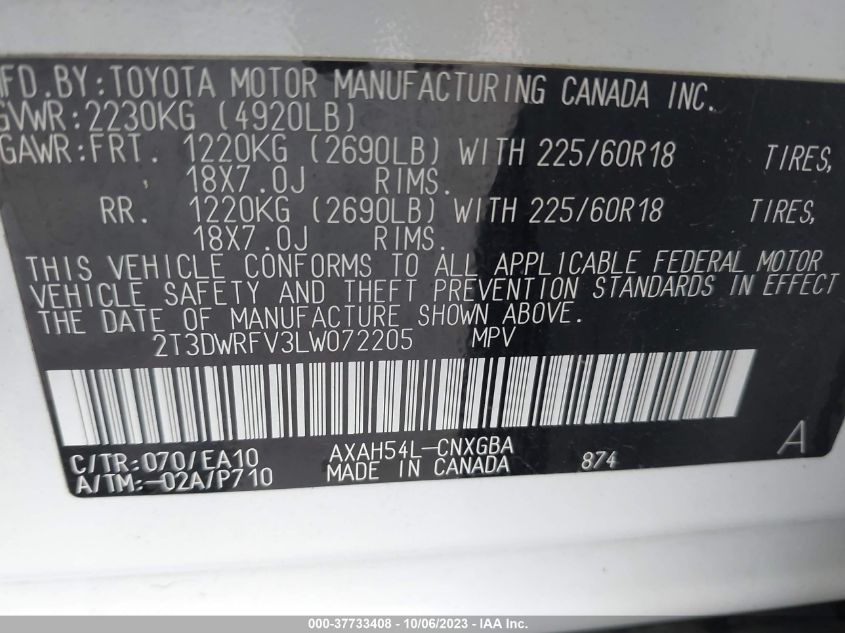 MFD.BY:TOYOTA MOTOR MANUFACTURING CANADA INC.
GVWR:2230KG (4920LB)
GAWR:FRT. 1220KG (2690LB) WITH 225/60R18 TIRES,
18X7.0J RIMS.
RR. 1220KG (2690LB) WITH 225/60R18 TIRES,
18X7.0J RIMS.
THIS VEHICLE CONFORMS TO ALL APPLICABLE FEDERAL MOTOR
VEHICLE SAFETY AND THEFT PREVENTION STANDARDS IN EFFECT
THE DATE OF MANUFACTURE SHOWN ABOVE.
2T3DWRFV3LW072205 MPV
C/TR:070/EA10 AXAH54L-CNXGBA A
A/TM:-02A/P710 MADE IN CANADA 874
000-37733408 - 10/06/2023 - IAA Inc.